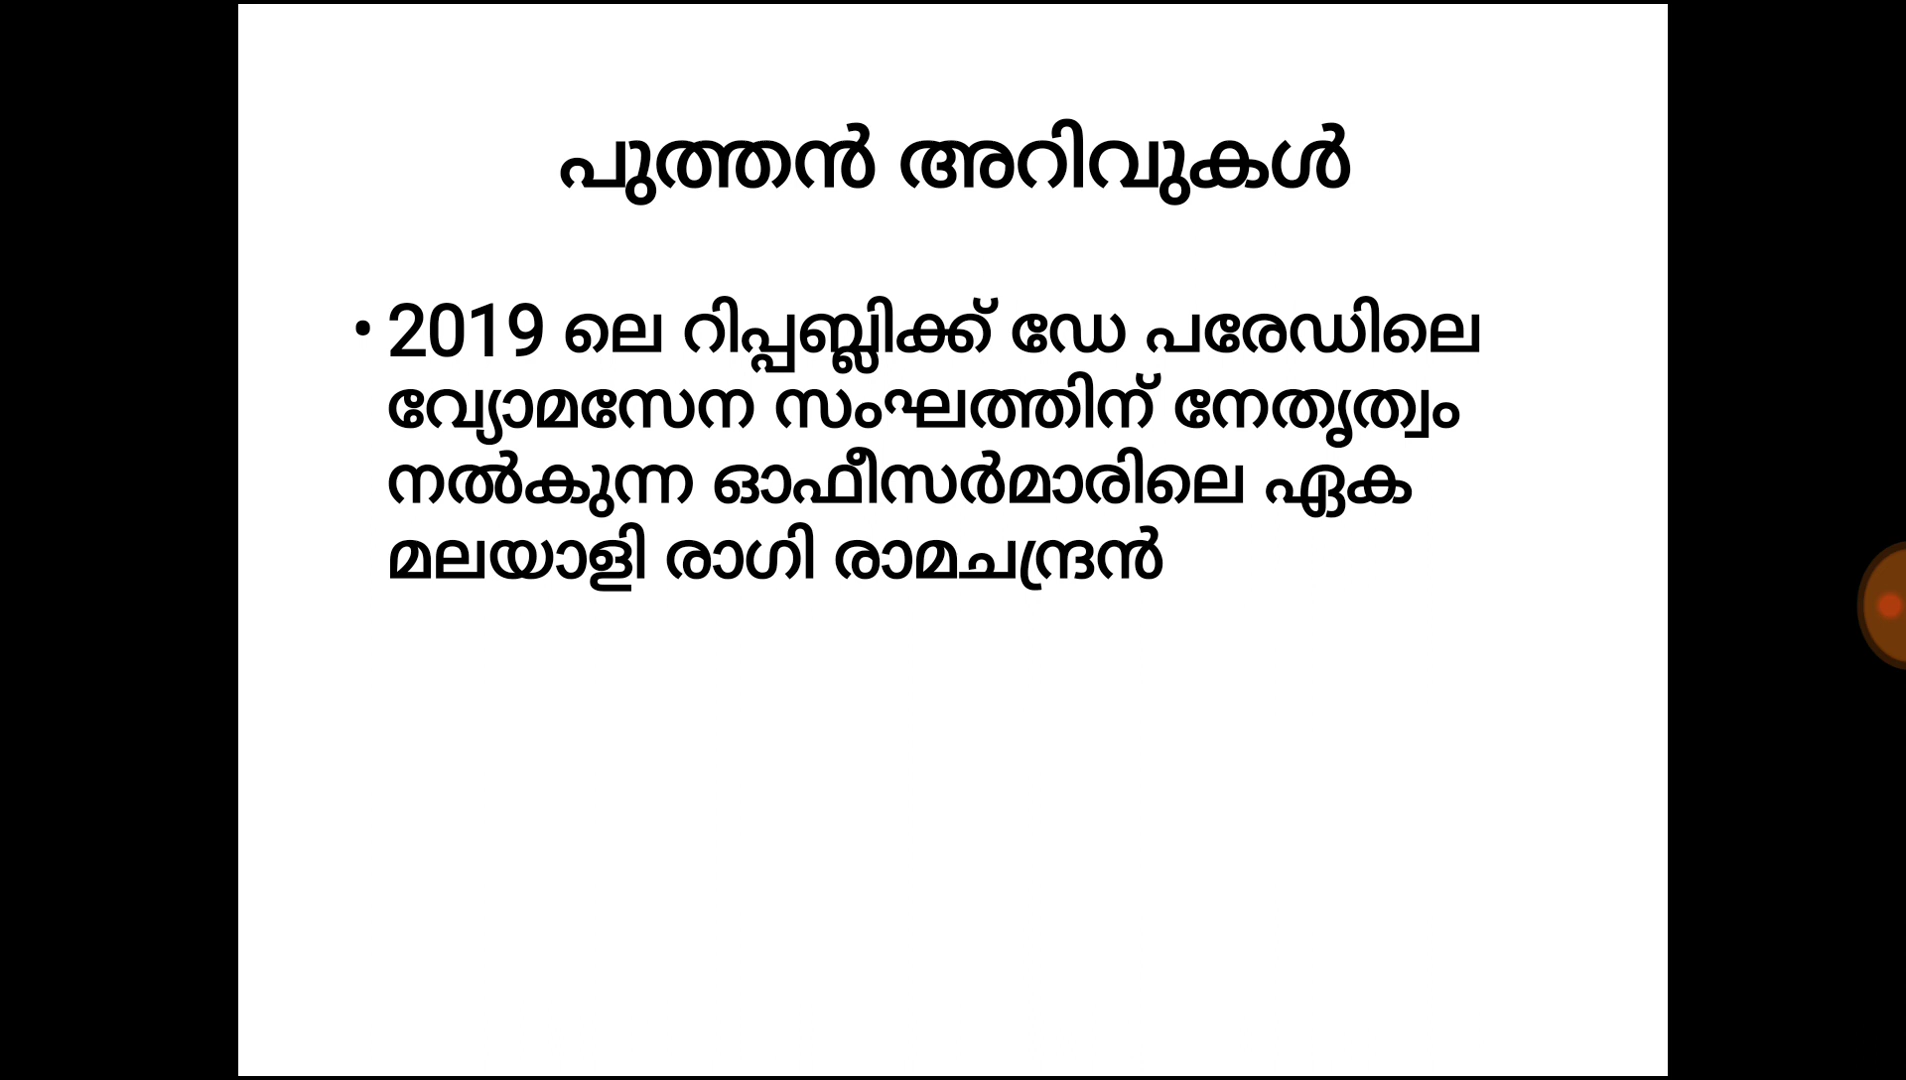 പുത്തൻ അറിവുകൾ
• 2019 ലെ റിപ്പബ്ലിക്ക് ഡേ പരേഡിലെ
വ്യോമസേന സംഘത്തിന് നേതൃത്വം
നൽകുന്ന ഓഫീസർമാരിലെ ഏക
മലയാളി രാഗി രാമചന്ദ്രൻ